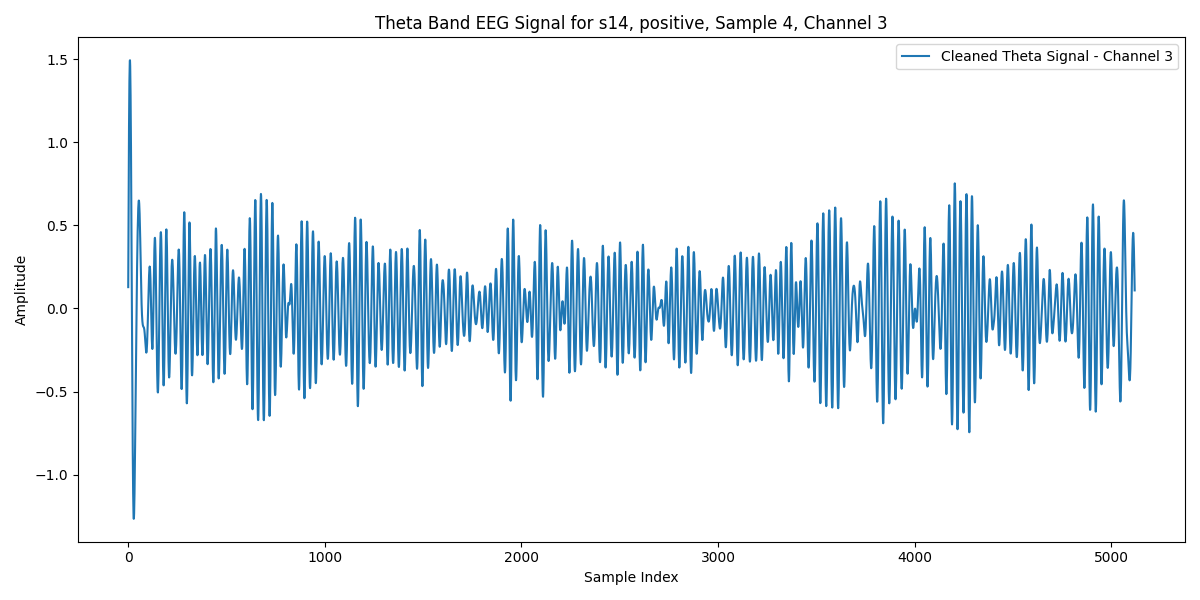 Theta Band EEG Signal for s14, positive, Sample 4, Channel 3
Cleaned Theta Signal - Channel 3
1.5
1.0
0.5
0.0
−0.5
−1.0
Amplitude
0 1000 2000 3000 4000 5000
Sample Index